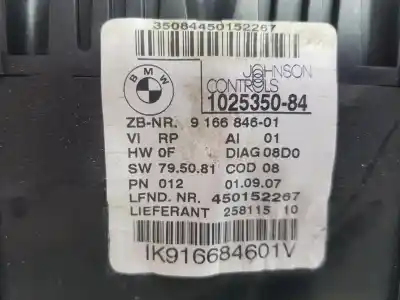 35084450152267
BMW
JOHNSON
CONTROLS
1025350-84
ZB-NR. 9 166 846-01
VI RP AI 01
HW 0F DIAG 08D0
SW 79.50.81 COD 08
PN 012 01.09.07
LFND. NR. 450152267
LIEFERANT 258115 10
IK916684601V